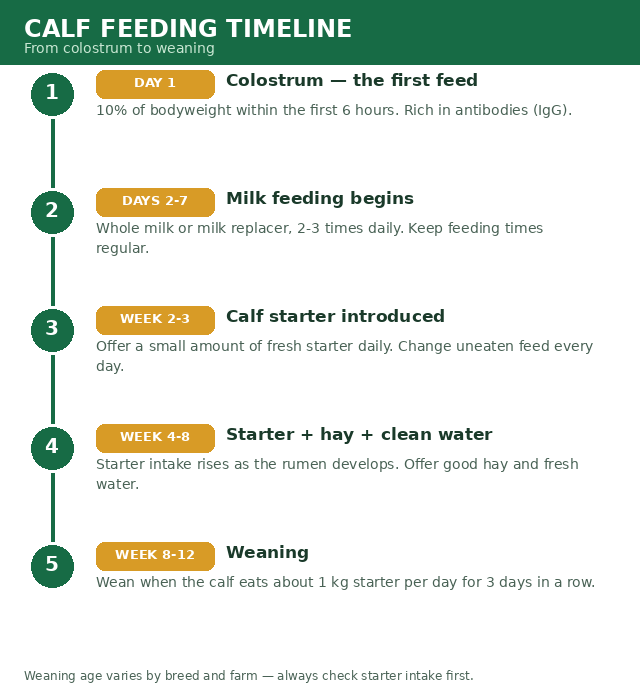 CALF FEEDING TIMELINE
From colostrum to weaning
1
DAY 1
Colostrum — the first feed
10% of bodyweight within the first 6 hours. Rich in antibodies (IgG).
2
DAYS 2-7
Milk feeding begins
Whole milk or milk replacer, 2-3 times daily. Keep feeding times
regular.
3
WEEK 2-3
Calf starter introduced
Offer a small amount of fresh starter daily. Change uneaten feed every
day.
4
WEEK 4-8
Starter + hay + clean water
Starter intake rises as the rumen develops. Offer good hay and fresh
water.
5
WEEK 8-12
Weaning
Wean when the calf eats about 1 kg starter per day for 3 days in a row.
Weaning age varies by breed and farm — always check starter intake first.